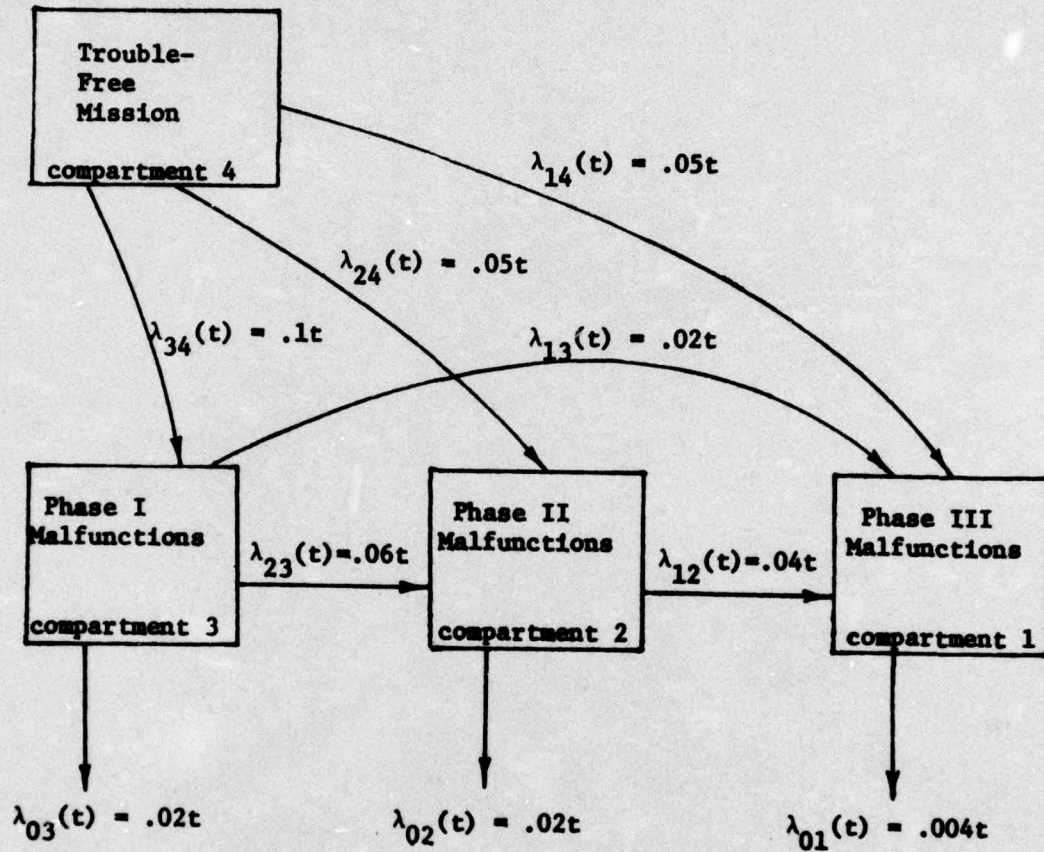 Trouble-
Free
Mission
compartment 4
λ14(t) = .05t
λ24(t) = .05t
λ34(t) = .1t
λ13(t) = .02t
Phase I
Malfunctions
compartment 3
λ23(t)=.06t
Phase II
Malfunctions
compartment 2
λ12(t)=.04t
Phase III
Malfunctions
compartment 1
λ03(t) = .02t
λ02(t) = .02t
λ01(t) = .004t